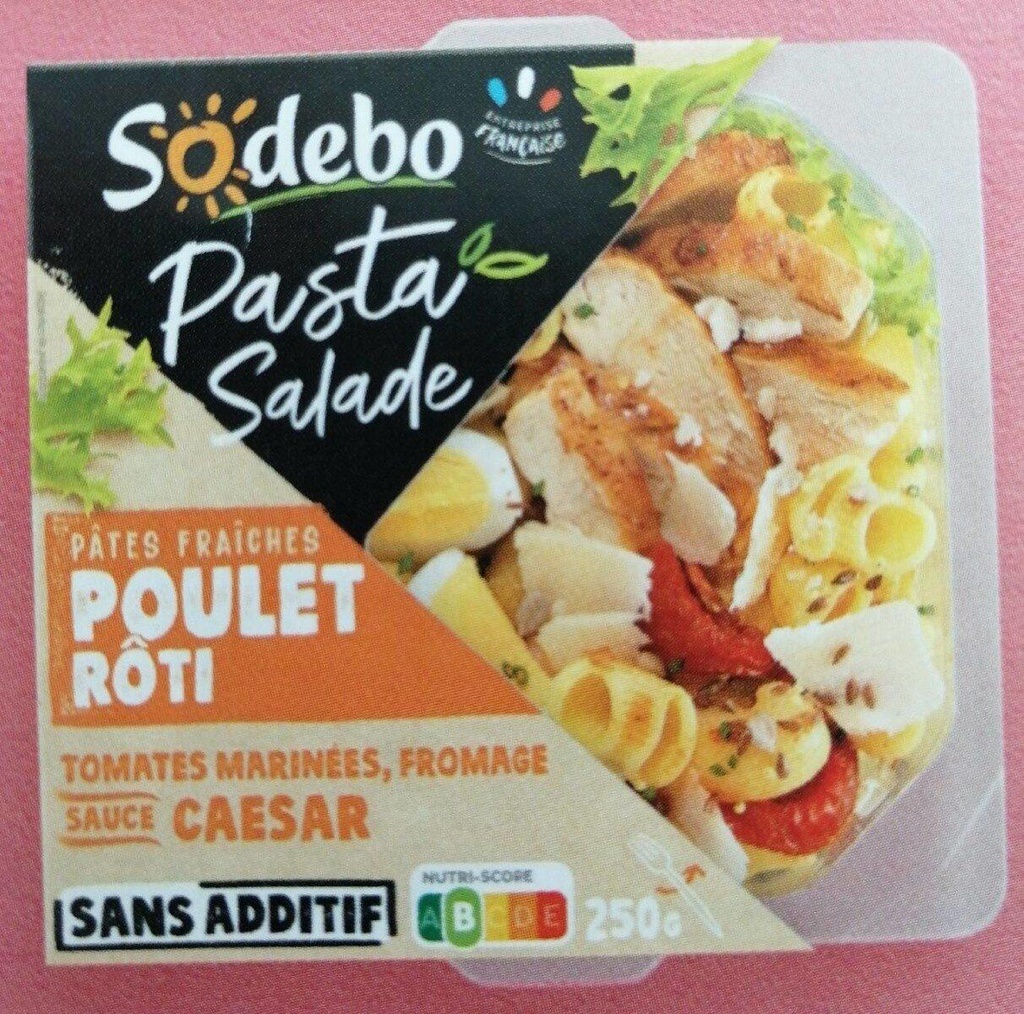 Sodebo
ENTREPRISE
FRANÇAISE
Pasta
Salade
PÂTES FRAÎCHES
POULET
RÔTI
TOMATES MARINÉES, FROMAGE
SAUCE CAESAR
SANS ADDITIF
NUTRI-SCORE
A B C D E
250g